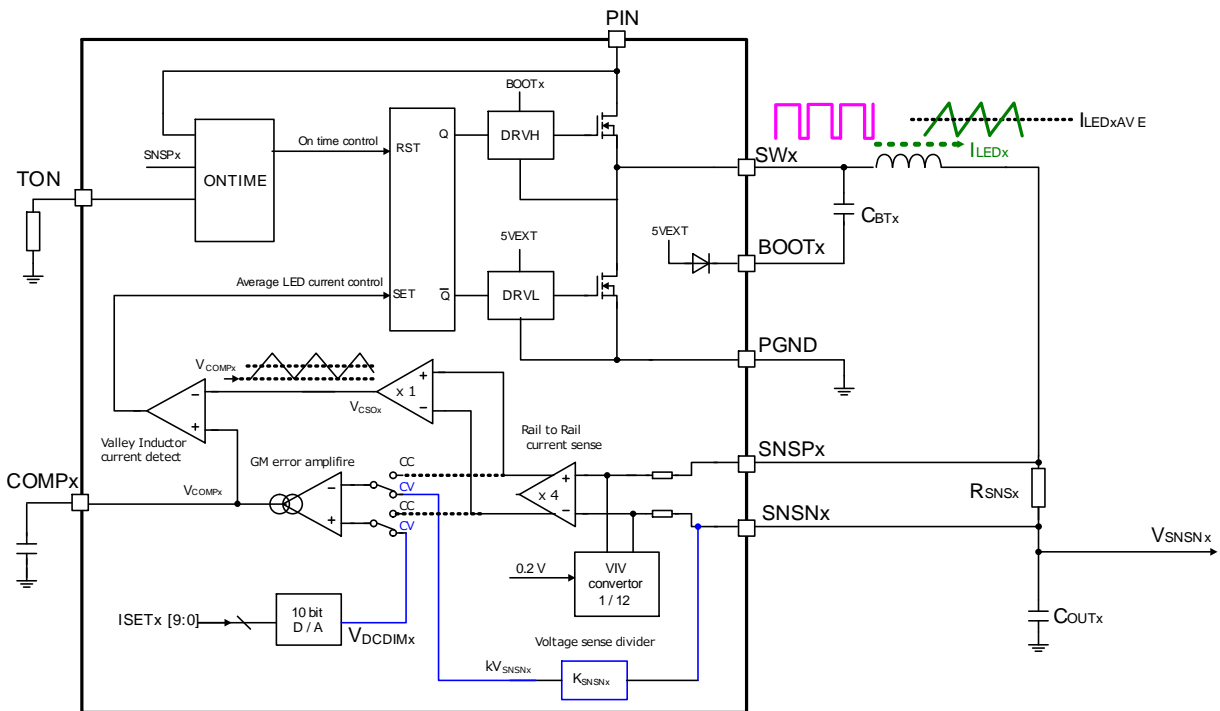 PIN
BOOTx
DRVH
Q
RST
On time control
SNSPx
ONTIME
TON
ILEDxAVE
ILEDx
SWx
CBTx
5VEXT
BOOTx
5VEXT
DRVL
Q
SET
Average LED current control
PGND
VCOMPx
x 1
VCSOx
Valley Inductor
current detect
Rail to Rail
current sense
SNSPx
GM error amplifire
CC
CV
CC
CV
x 4
COMPx
VCOMPx
RSNSx
SNSNx
VSNSNx
0.2 V
VIV
convertor
1 / 12
ISETx [9:0]
10 bit
D / A
VDCDIMx
COUTx
Voltage sense divider
kVSNSNx
KSNSNx